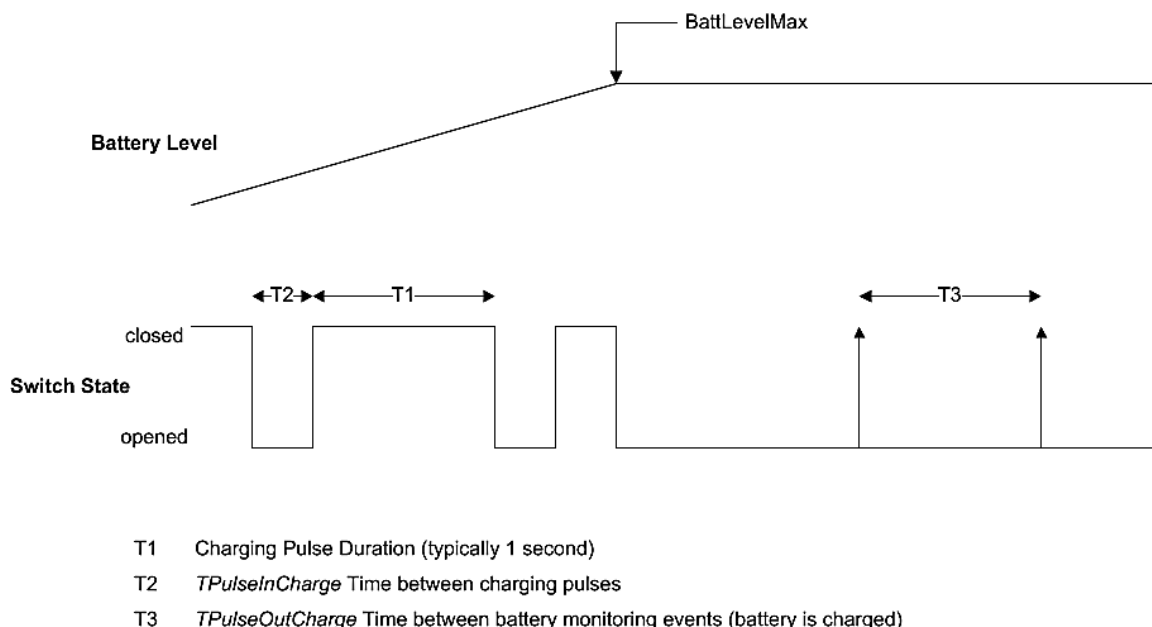 BattLevelMax
Battery Level
T2
T1
T3
closed
Switch State
opened
T1 Charging Pulse Duration (typically 1 second)
T2 TPulseInCharge Time between charging pulses
T3 TPulseOutCharge Time between battery monitoring events (battery is charged)